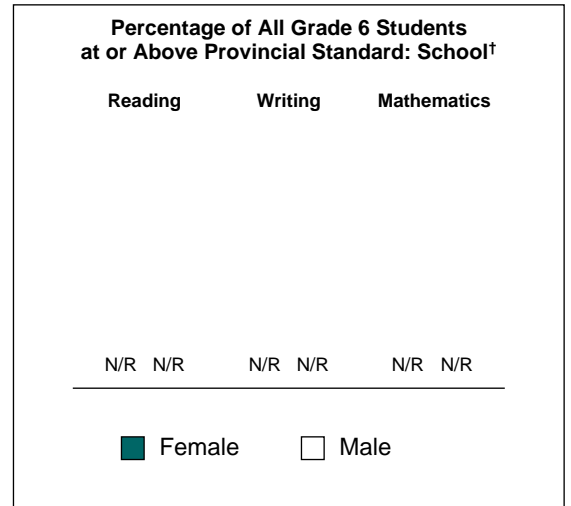 Percentage of All Grade 6 Students
at or Above Provincial Standard: School†
Reading Writing Mathematics
N/R N/R N/R N/R N/R N/R
Female Male